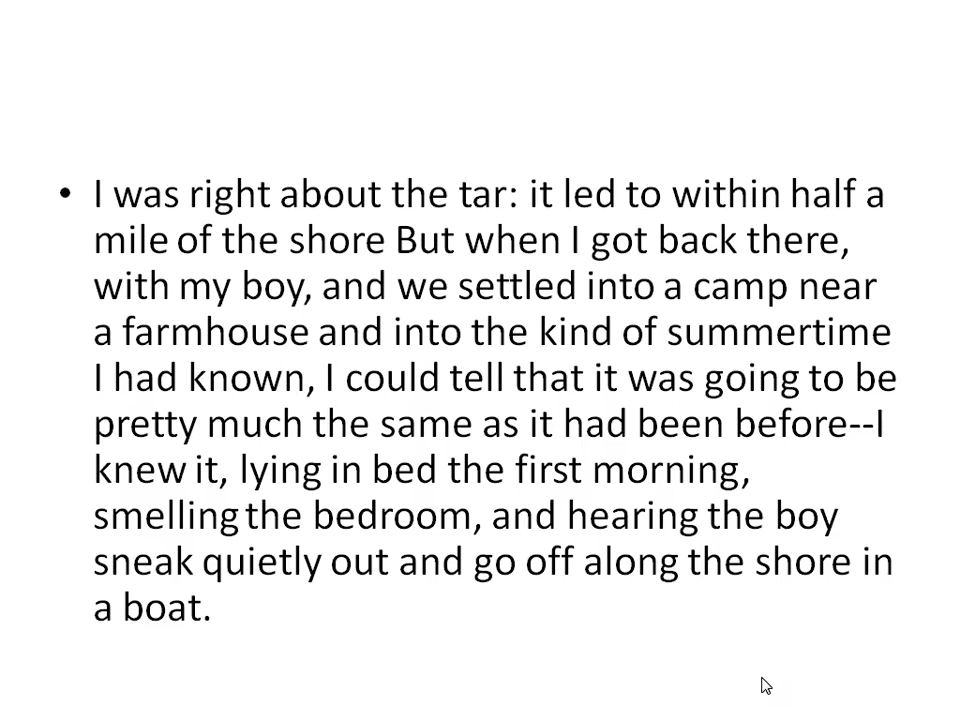 • I was right about the tar: it led to within half a
mile of the shore But when I got back there,
with my boy, and we settled into a camp near
a farmhouse and into the kind of summertime
I had known, I could tell that it was going to be
pretty much the same as it had been before--I
knew it, lying in bed the first morning,
smelling the bedroom, and hearing the boy
sneak quietly out and go off along the shore in
a boat.